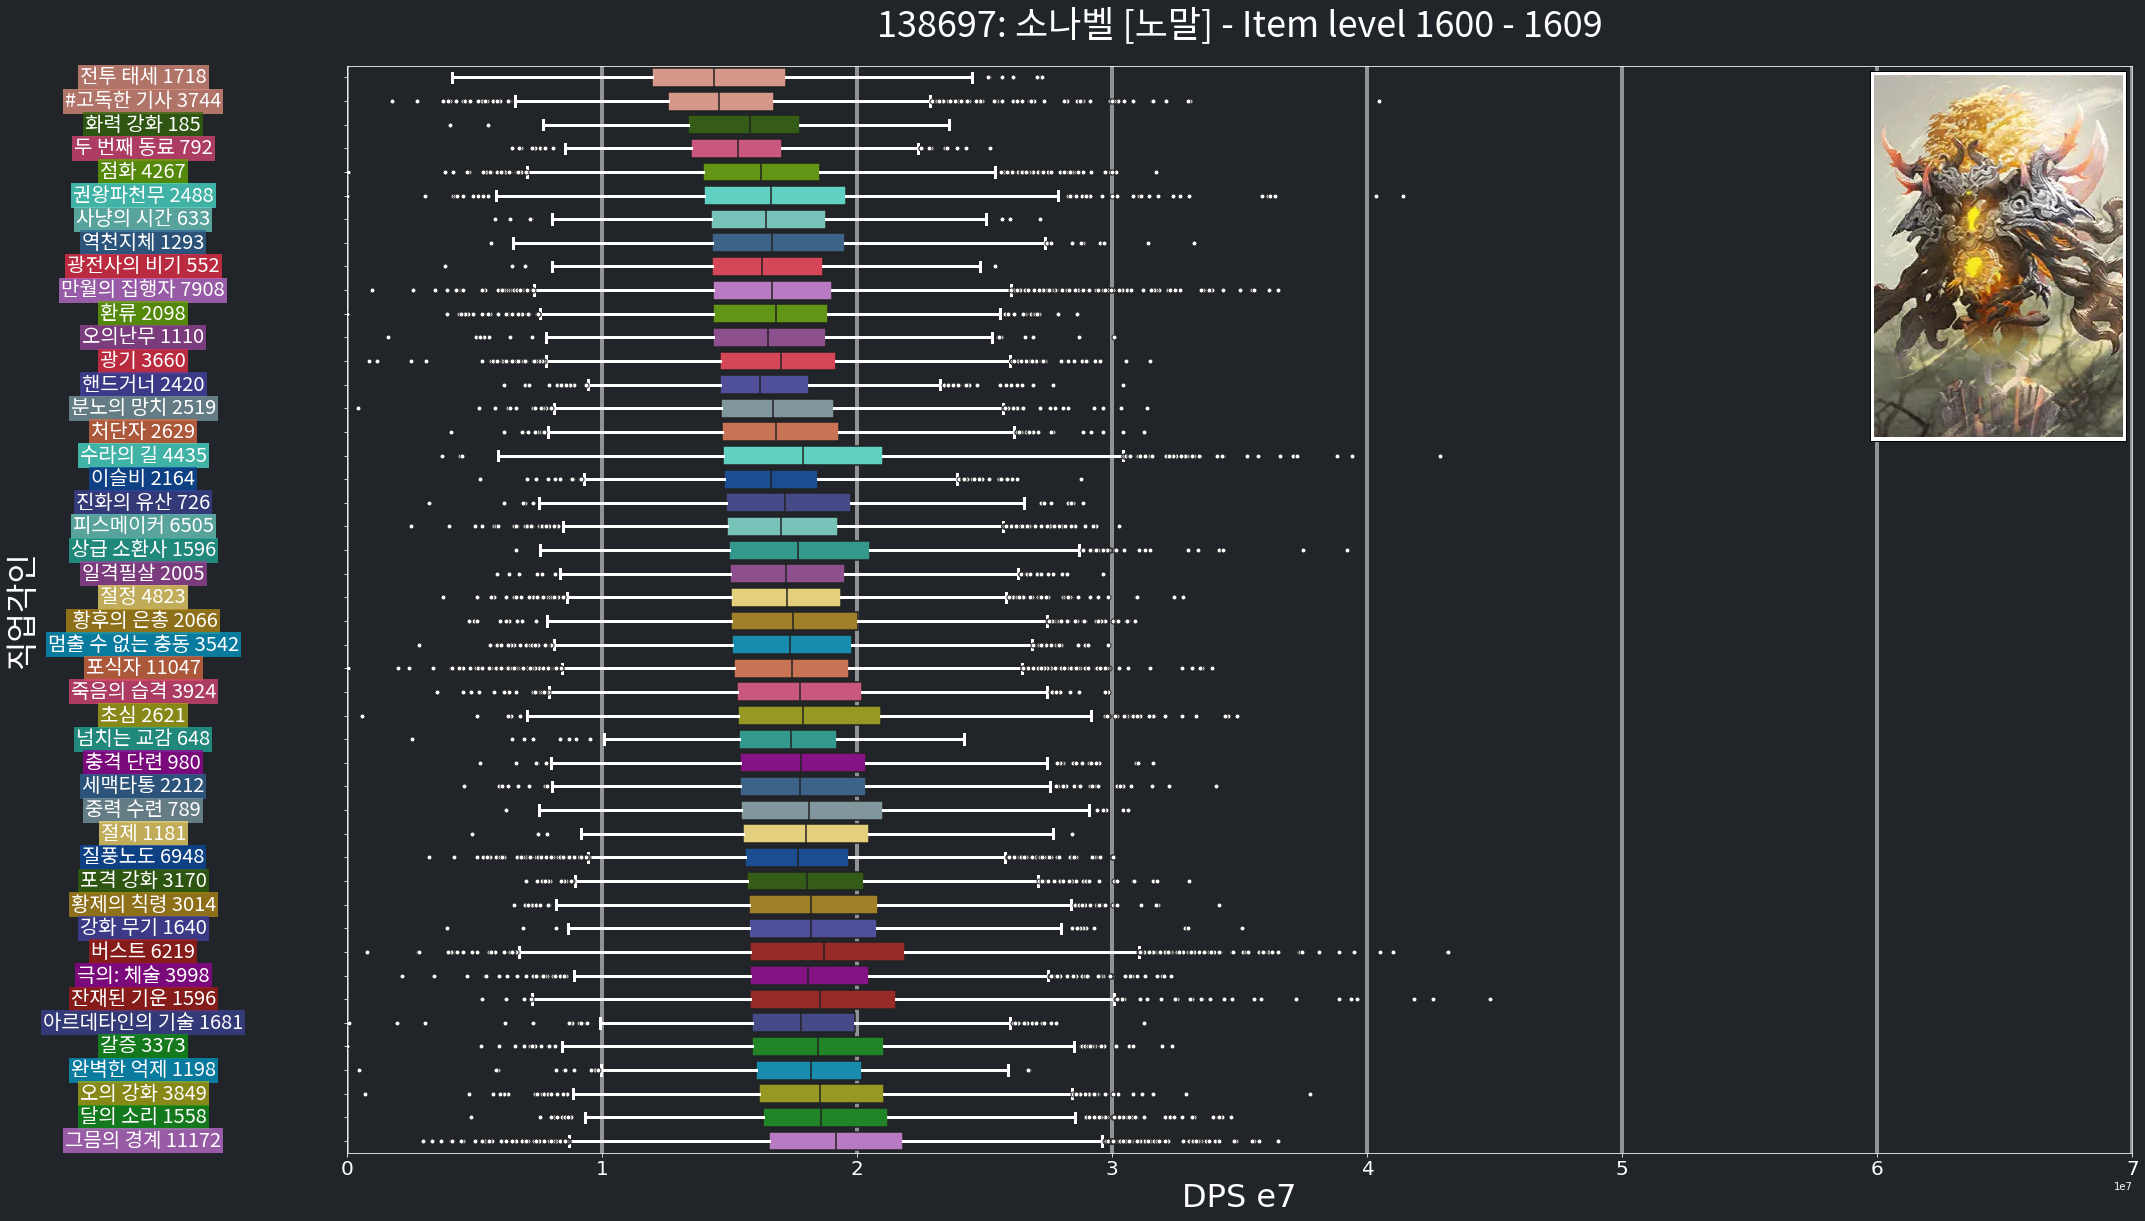 138697: 소나벨 [노말] - Item level 1600 - 1609
전투 태세 1718
#고독한 기사 3744
화력 강화 185
두 번째 동료 792
점화 4267
권왕파천무 2488
사냥의 시간 633
역천지체 1293
광전사의 비기 552
만월의 집행자 7908
환류 2098
오의난무 1110
광기 3660
핸드거너 2420
분노의 망치 2519
처단자 2629
수라의 길 4435
이슬비 2164
진화의 유산 726
피스메이커 6505
상급 소환사 1596
일격필살 2005
절정 4823
황후의 은총 2066
멈출 수 없는 충동 3542
포식자 11047
죽음의 습격 3924
초심 2621
넘치는 교감 648
충격 단련 980
세맥타통 2212
중력 수련 789
절제 1181
질풍노도 6948
포격 강화 3170
황제의 칙령 3014
강화 무기 1640
버스트 6219
극의: 체술 3998
잔재된 기운 1596
아르데타인의 기술 1681
갈증 3373
완벽한 억제 1198
오의 강화 3849
달의 소리 1558
그믐의 경계 11172
직업각인
0 1 2 3 4 5 6 7
DPS e7
1e7